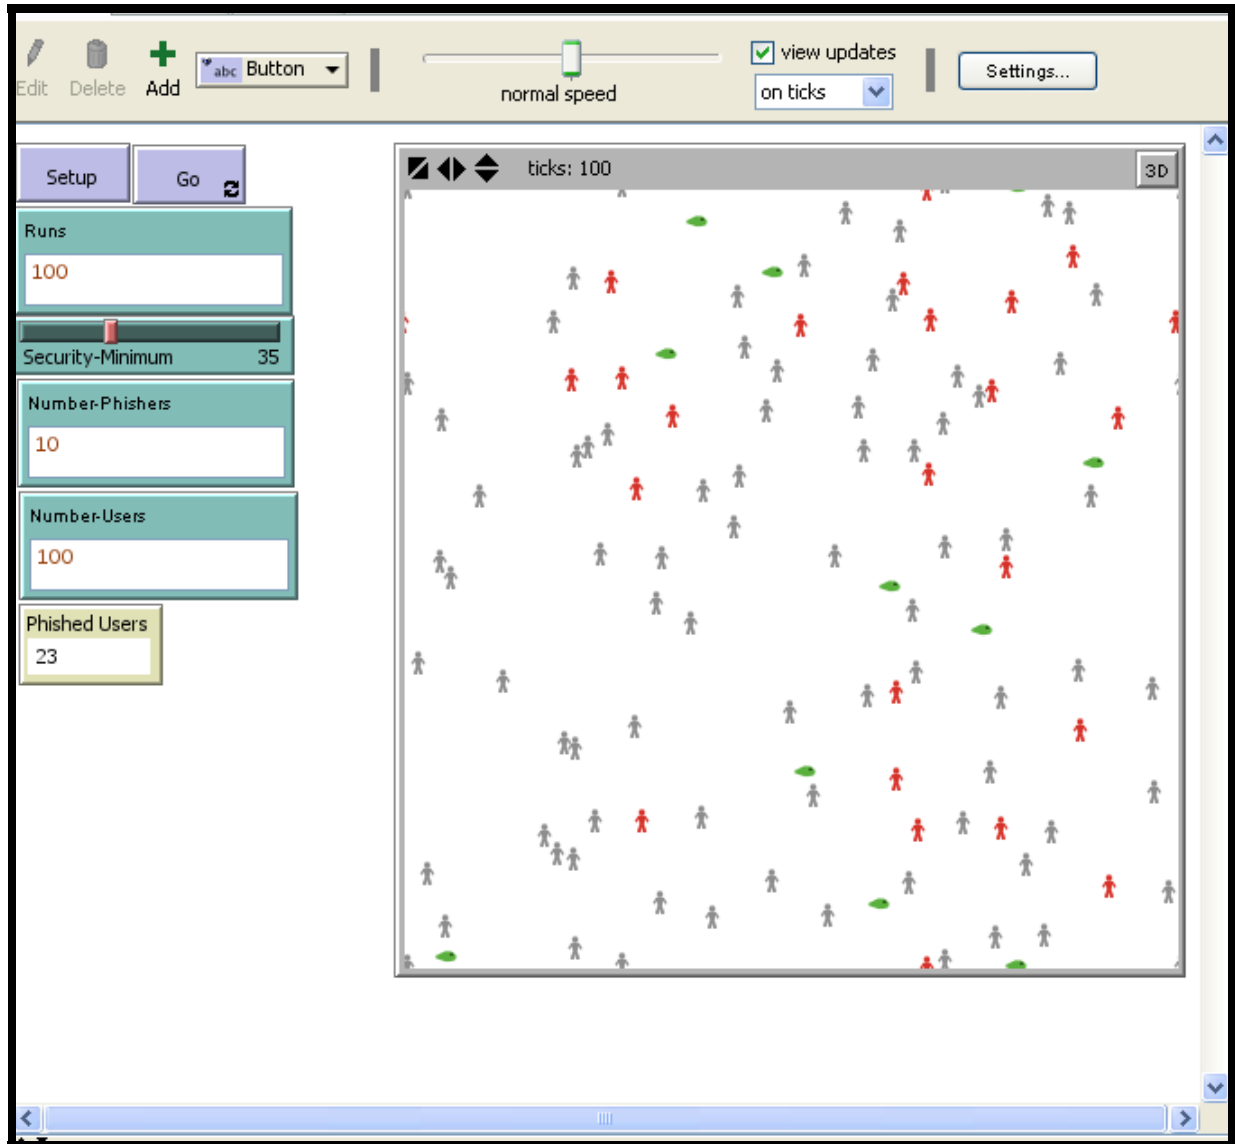 Edit Delete Add abc Button normal speed view updates on ticks Settings...
Setup Go ticks: 100 3D
Runs
100
Security-Minimum 35
Number-Phishers
10
Number-Users
100
Phished Users
23